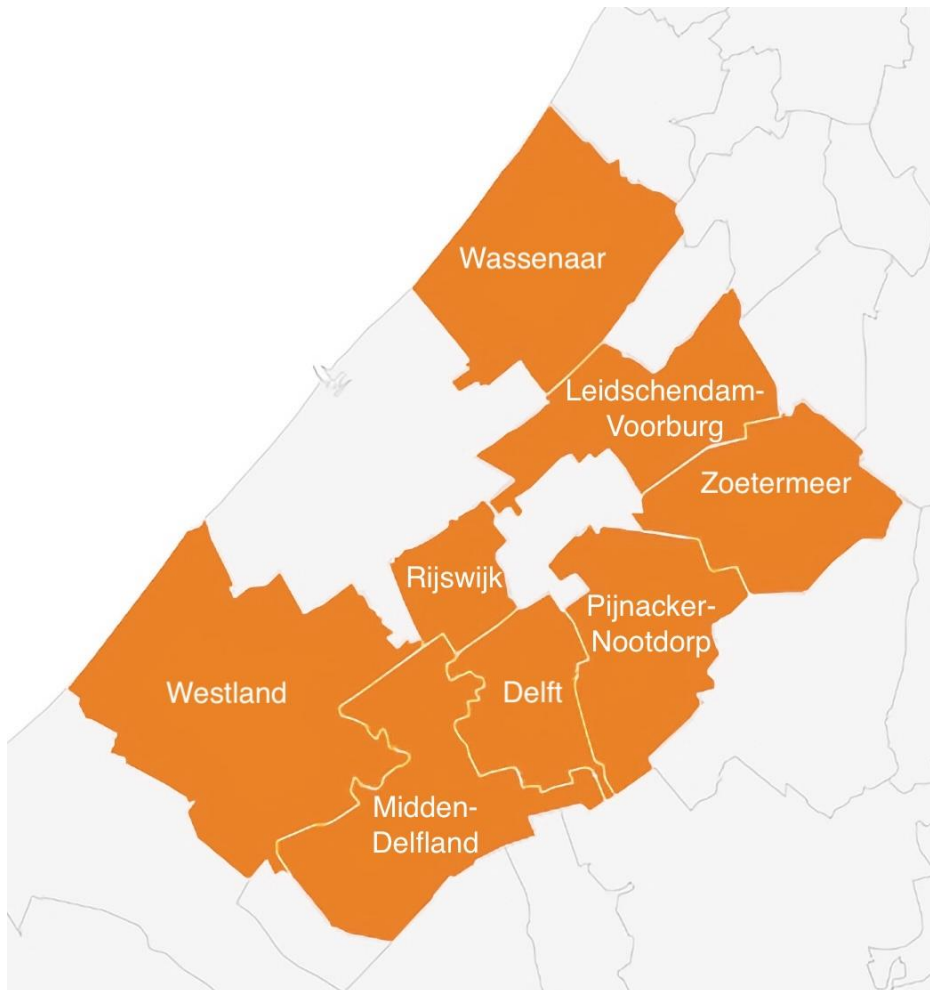 Wassenaar
Leidschendam-
Voorburg
Zoetermeer
Rijswijk
Pijnacker-
Nootdorp
Westland
Delft
Midden-
Delfland